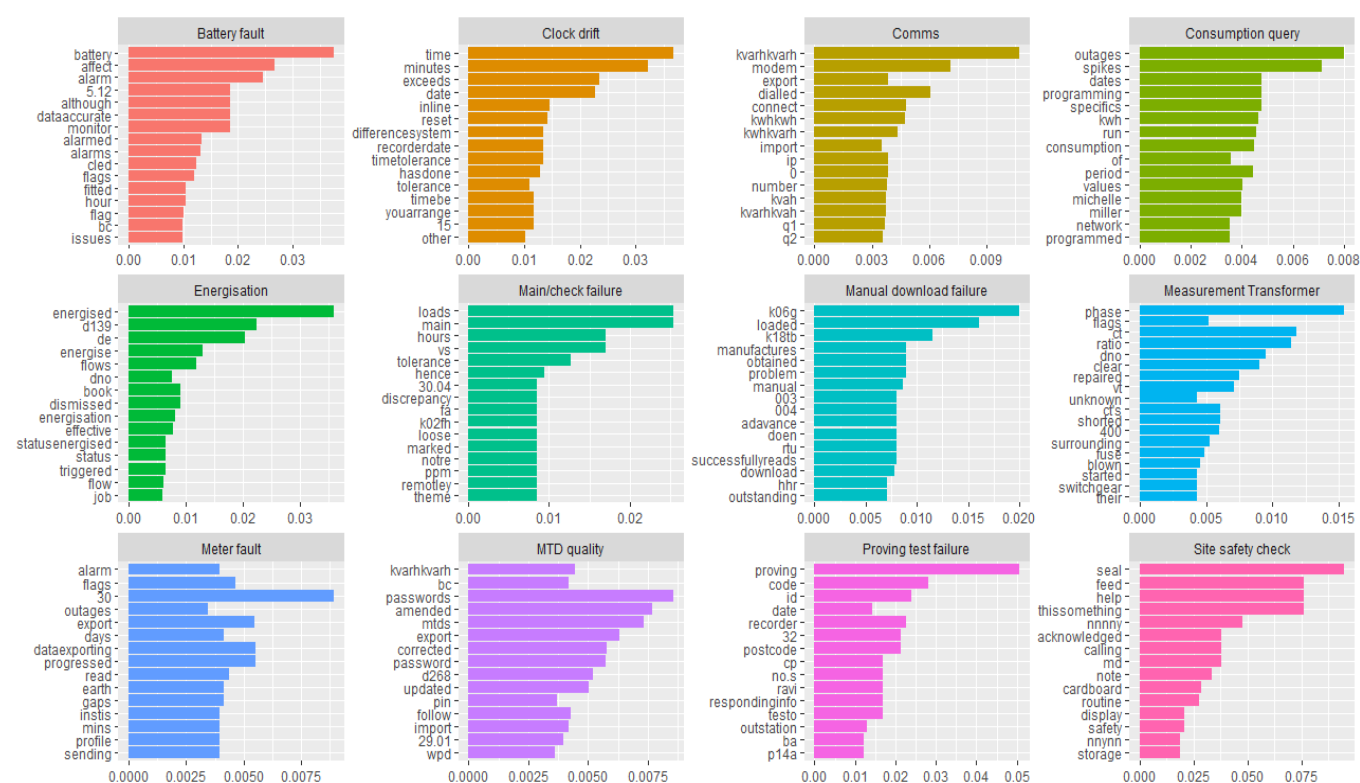 Battery fault
battery
affect
alarm
5.12
although
dataaccurate
monitor
alarmed
alarms
cled
flags
fitted
hour
flag
bc
issues
0.00 0.01 0.02 0.03
Clock drift
time
minutes
exceeds
date
inline
reset
differencesystem
recorderdate
timetolerance
hasdone
tolerance
timebe
youarrange
15
other
0.00 0.01 0.02 0.03
Comms
kvarhkvarh
modem
export
dialled
connect
kwhkwh
kwhkvarh
import
ip
0
number
kvah
kvarhkvah
q1
q2
0.000 0.003 0.006 0.009
Consumption query
outages
spikes
dates
programming
specifics
kwh
run
consumption
of
period
values
michelle
miller
network
programmed
0.000 0.002 0.004 0.006 0.008
Energisation
energised
d139
de
energise
flows
dno
book
dismissed
energisation
effective
statusenergised
status
triggered
flow
job
0.00 0.01 0.02 0.03
Main/check failure
loads
main
hours
vs
tolerance
hence
30.04
discrepancy
fa
k02fh
loose
marked
notre
ppm
remotley
theme
0.00 0.01 0.02
Manual download failure
k06g
loaded
k18tb
manufactures
obtained
problem
manual
003
004
adavance
doen
rtu
successfullyreads
download
hhr
outstanding
0.000 0.005 0.010 0.015 0.020
Measurement Transformer
phase
flags
ct
ratio
dno
clear
repaired
vt
unknown
ct's
shorted
400
surrounding
fuse
blown
started
switchgear
their
0.000 0.005 0.010 0.015
Meter fault
alarm
flags
30
outages
export
days
dataexporting
progressed
read
earth
gaps
instis
mins
profile
sending
0.0000 0.0025 0.0050 0.0075
MTD quality
kvarhkvarh
bc
passwords
amended
mtds
export
corrected
password
d268
updated
pin
follow
import
29.01
wpd
0.0000 0.0025 0.0050 0.0075
Proving test failure
proving
code
id
date
recorder
32
postcode
cp
no.s
ravi
respondinginfo
testo
outstation
ba
p14a
0.00 0.01 0.02 0.03 0.04 0.05
Site safety check
seal
feed
help
thissomething
nnnny
acknowledged
calling
md
note
cardboard
routine
display
safety
nnynn
storage
0.000 0.025 0.050 0.075